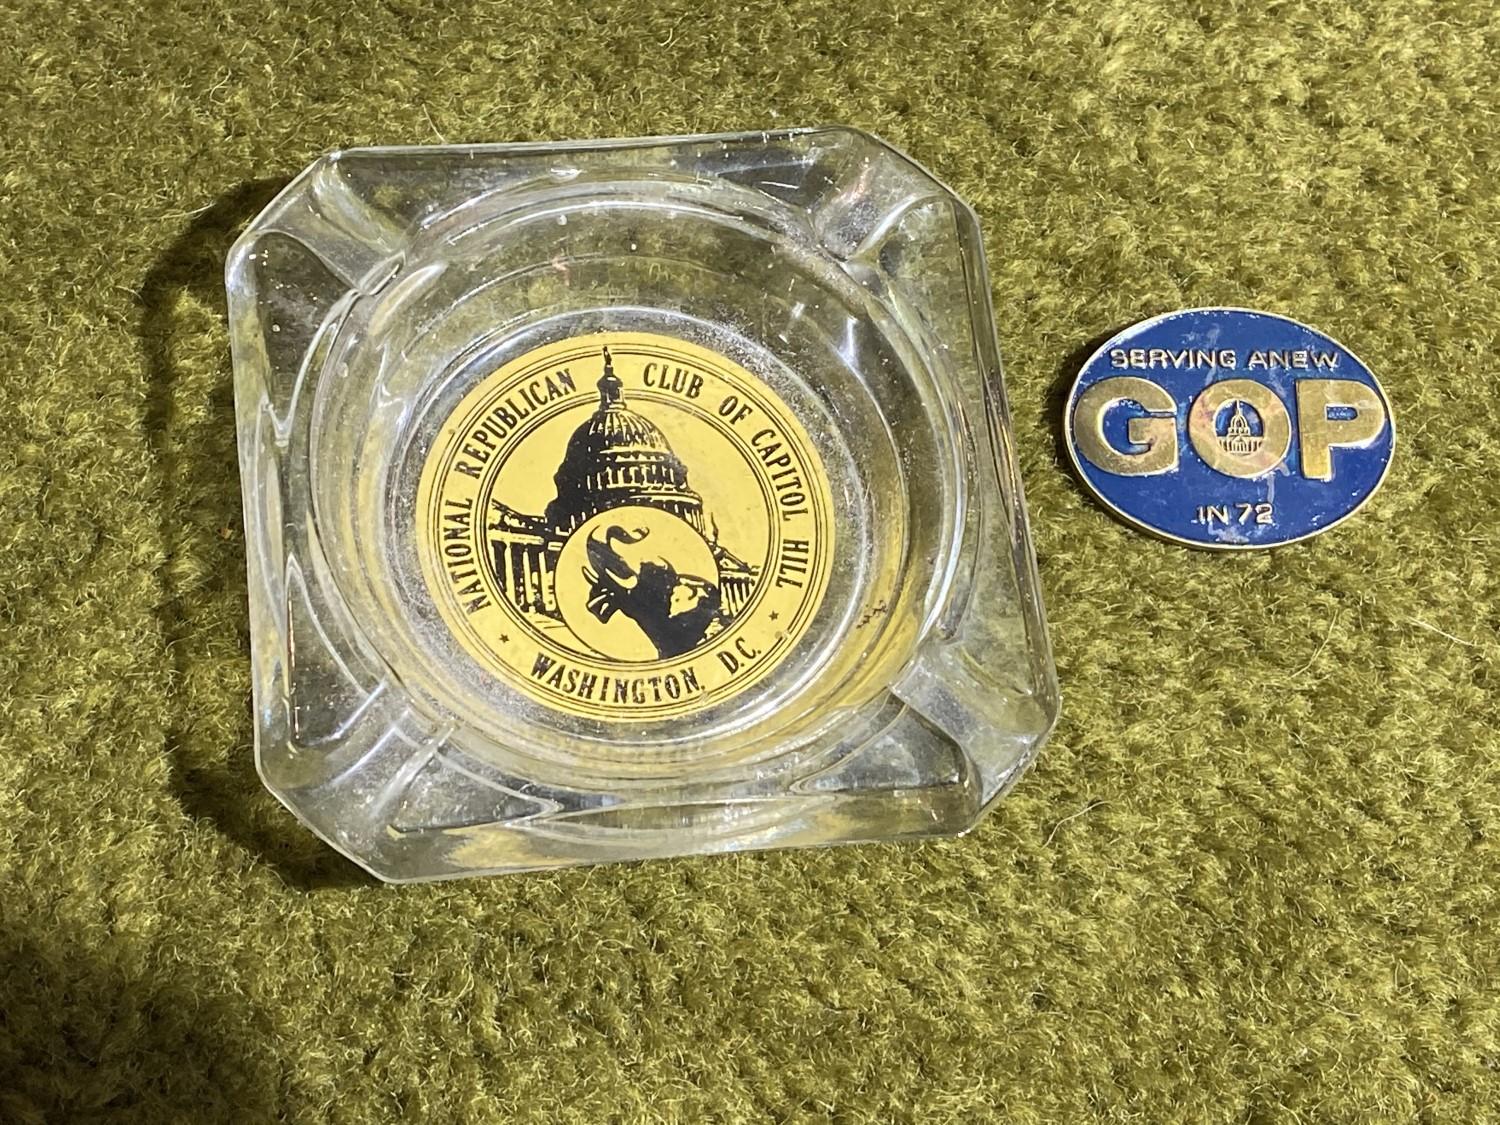 NATIONAL REPUBLICAN CLUB OF CAPITOL HILL
WASHINGTON, D.C.
SERVING ANEW
GOP
IN 72